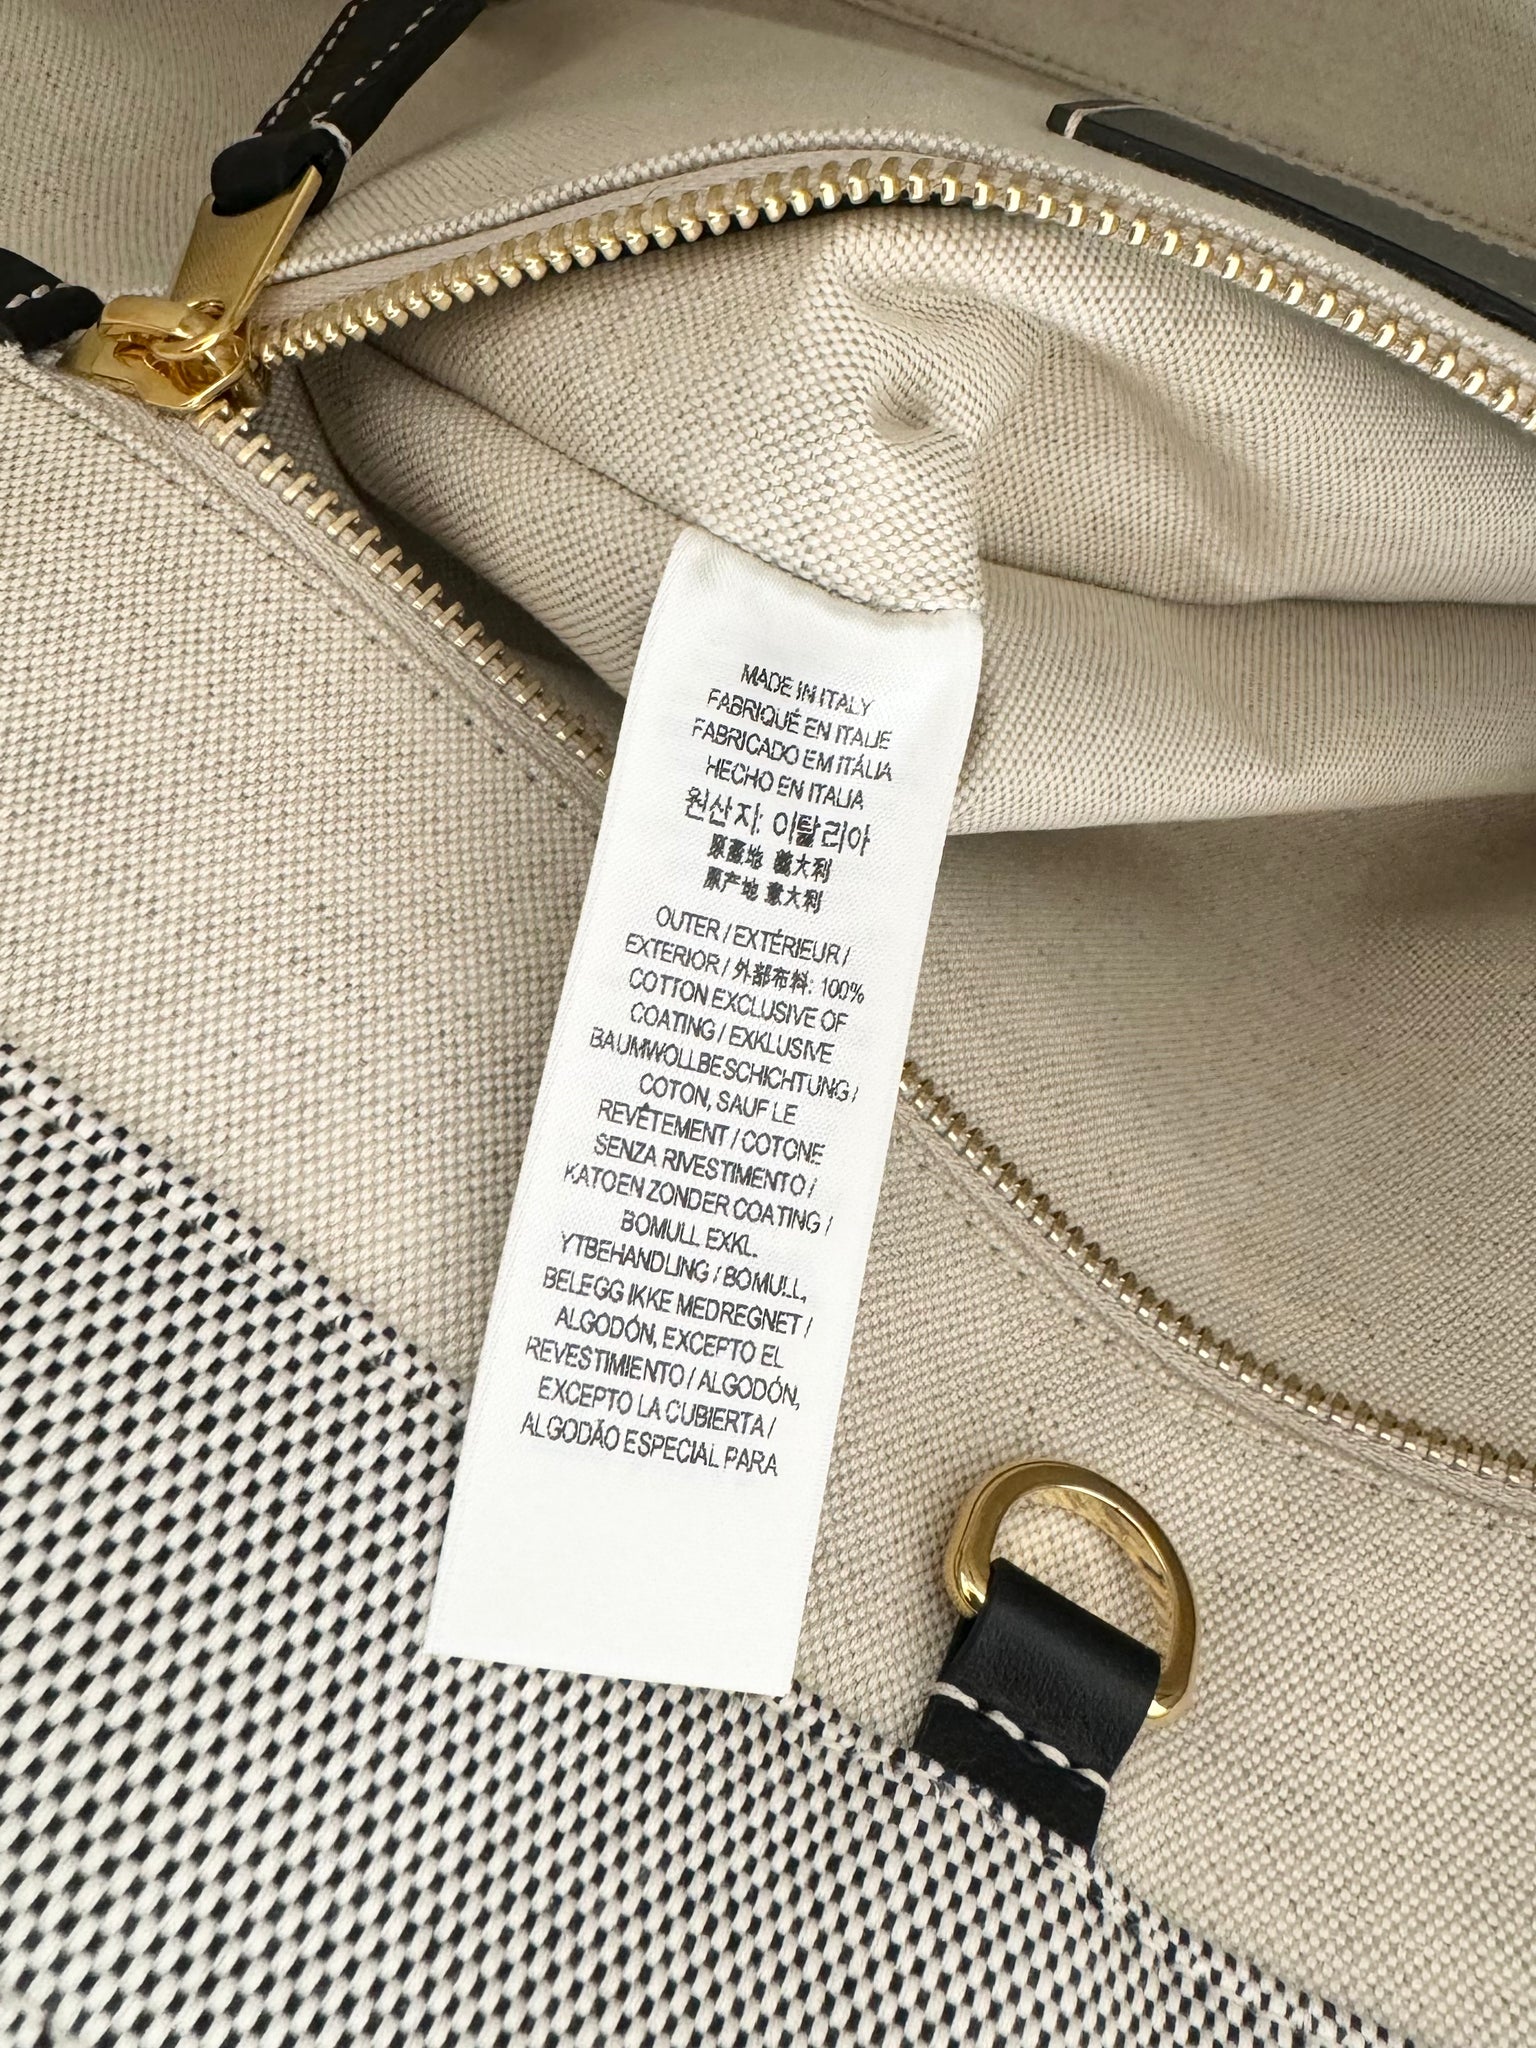 MADE IN ITALY
FABRIQUÉ EN ITALIE
FABRICADO EM ITÁLIA
HECHO EN ITALIA
원산지: 이탈리아
原產地 義大利
原产地 意大利
OUTER / EXTÉRIEUR /
EXTERIOR / 外部布料: 100%
COTTON EXCLUSIVE OF
COATING / EXKLUSIVE
BAUMWOLLBESCHICHTUNG /
COTON, SAUF LE
REVÊTEMENT / COTONE
SENZA RIVESTIMENTO /
KATOEN ZONDER COATING /
BOMULL EXKL.
YTBEHANDLING / BOMULL,
BELEGG IKKE MEDREGNET /
ALGODÓN, EXCEPTO EL
REVESTIMIENTO / ALGODÓN,
EXCEPTO LA CUBIERTA /
ALGODÃO ESPECIAL PARA